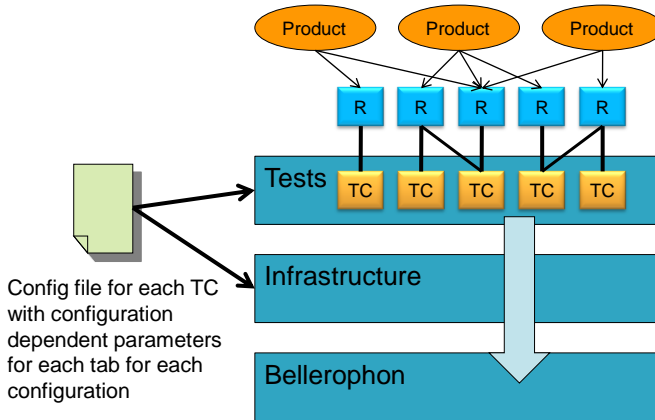 Product Product Product
R R R R R
Tests
TC TC TC TC TC
Infrastructure
Config file for each TC
with configuration
dependent parameters
for each tab for each
configuration
Bellerophon